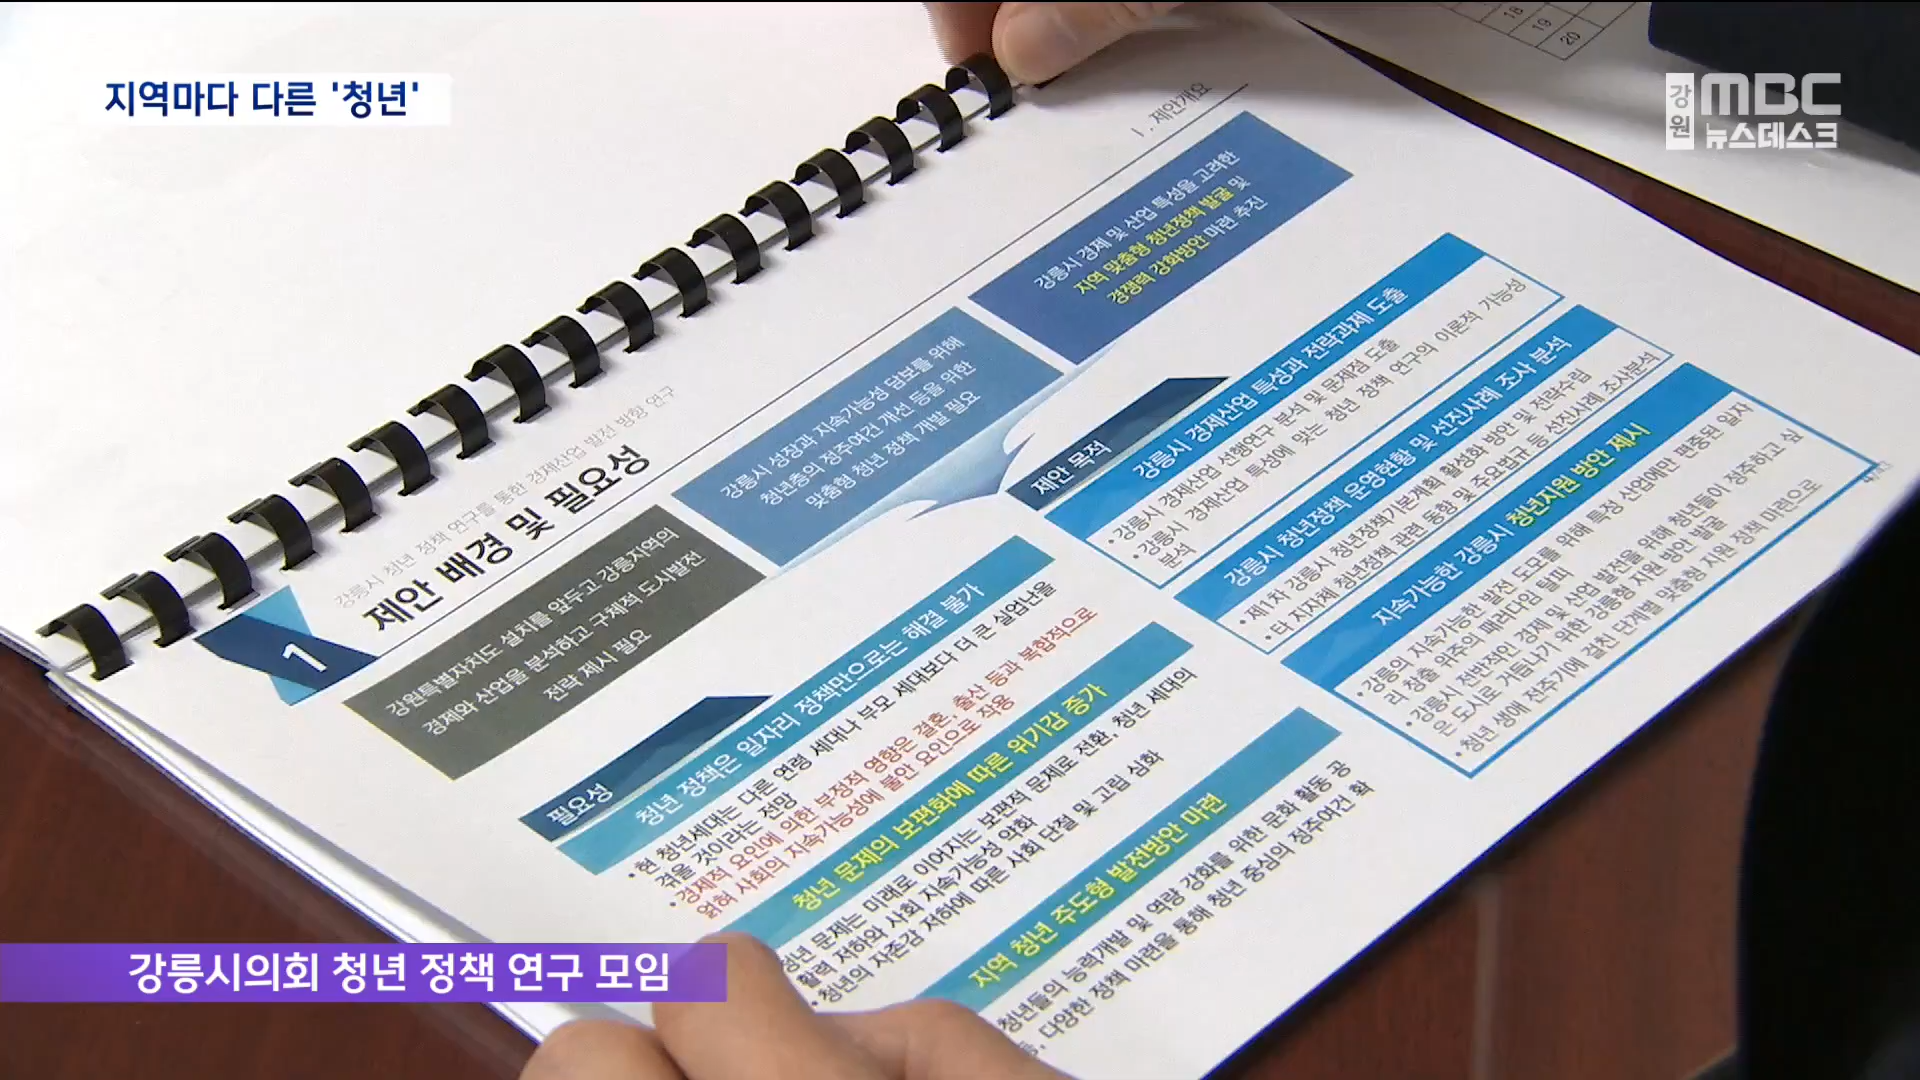 지역마다 다른 '청년'
강원
MBC
뉴스데스크
18
19
20
Ⅰ. 제안개요
강릉시 청년 정책 연구를 통한 경제산업 발전 방향 연구
1
제안 배경 및 필요성
강원특별자치도 설치를 앞두고 강릉지역의
경제와 산업을 분석하고 구체적 도시발전
전략 제시 필요
강릉시 성장과 지속가능성 담보를 위해
청년층의 정주여건 개선 등을 위한
맞춤형 청년 정책 개발 필요
강릉시 경제 및 산업 특성을 고려한
지역 맞춤형 청년정책 발굴 및
경쟁력 강화방안 마련 추진
필요성
청년 정책은 일자리 정책만으로는 해결 불가
• 현 청년세대는 다른 연령 세대나 부모 세대보다 더 큰 실업난을
겪을 것이라는 전망
• 경제적 요인에 의한 부정적 영향은 결혼, 출산 등과 복합적으로
얽혀 사회의 지속가능성에 불안 요인으로 작용
청년 문제의 보편화에 따른 위기감 증가
청년 문제는 미래로 이어지는 보편적 문제로 전환, 청년 세대의
활력 저하와 사회 지속가능성 약화
• 청년의 자존감 저하에 따른 사회 단절 및 고립 심화
지역 청년 주도형 발전방안 마련
청년들의 능력개발 및 역량 강화를 위한 문화 활동 공
, 다양한 정책 마련을 통해 청년 중심의 정주여건 확
제안 목적
강릉시 경제산업 특성과 전략과제 도출
• 강릉시 경제산업 선행연구 분석 및 문제점 도출
• 강릉시 경제산업 특성에 맞는 청년 정책 연구의 이론적 가능성
분석
강릉시 청년정책 운영현황 및 선진사례 조사 분석
• 제1차 강릉시 청년정책기본계획 활성화 방안 및 전략수립
• 타 지자체 청년정책 관련 동향 및 주요법규 등 선진사례 조사분석
지속가능한 강릉시 청년지원 방안 제시
• 강릉의 지속가능한 발전 도모를 위해 특정 산업에만 편중된 일자
리 창출 위주의 패러다임 탈피
• 강릉시 전반적인 경제 및 산업 발전을 위해 청년들이 정주하고 싶
은 도시로 거듭나기 위한 강릉형 지원 방안 발굴
• 청년 생애 전주기에 걸친 단계별 맞춤형 지원 정책 마련으로
강릉시의회 청년 정책 연구 모임